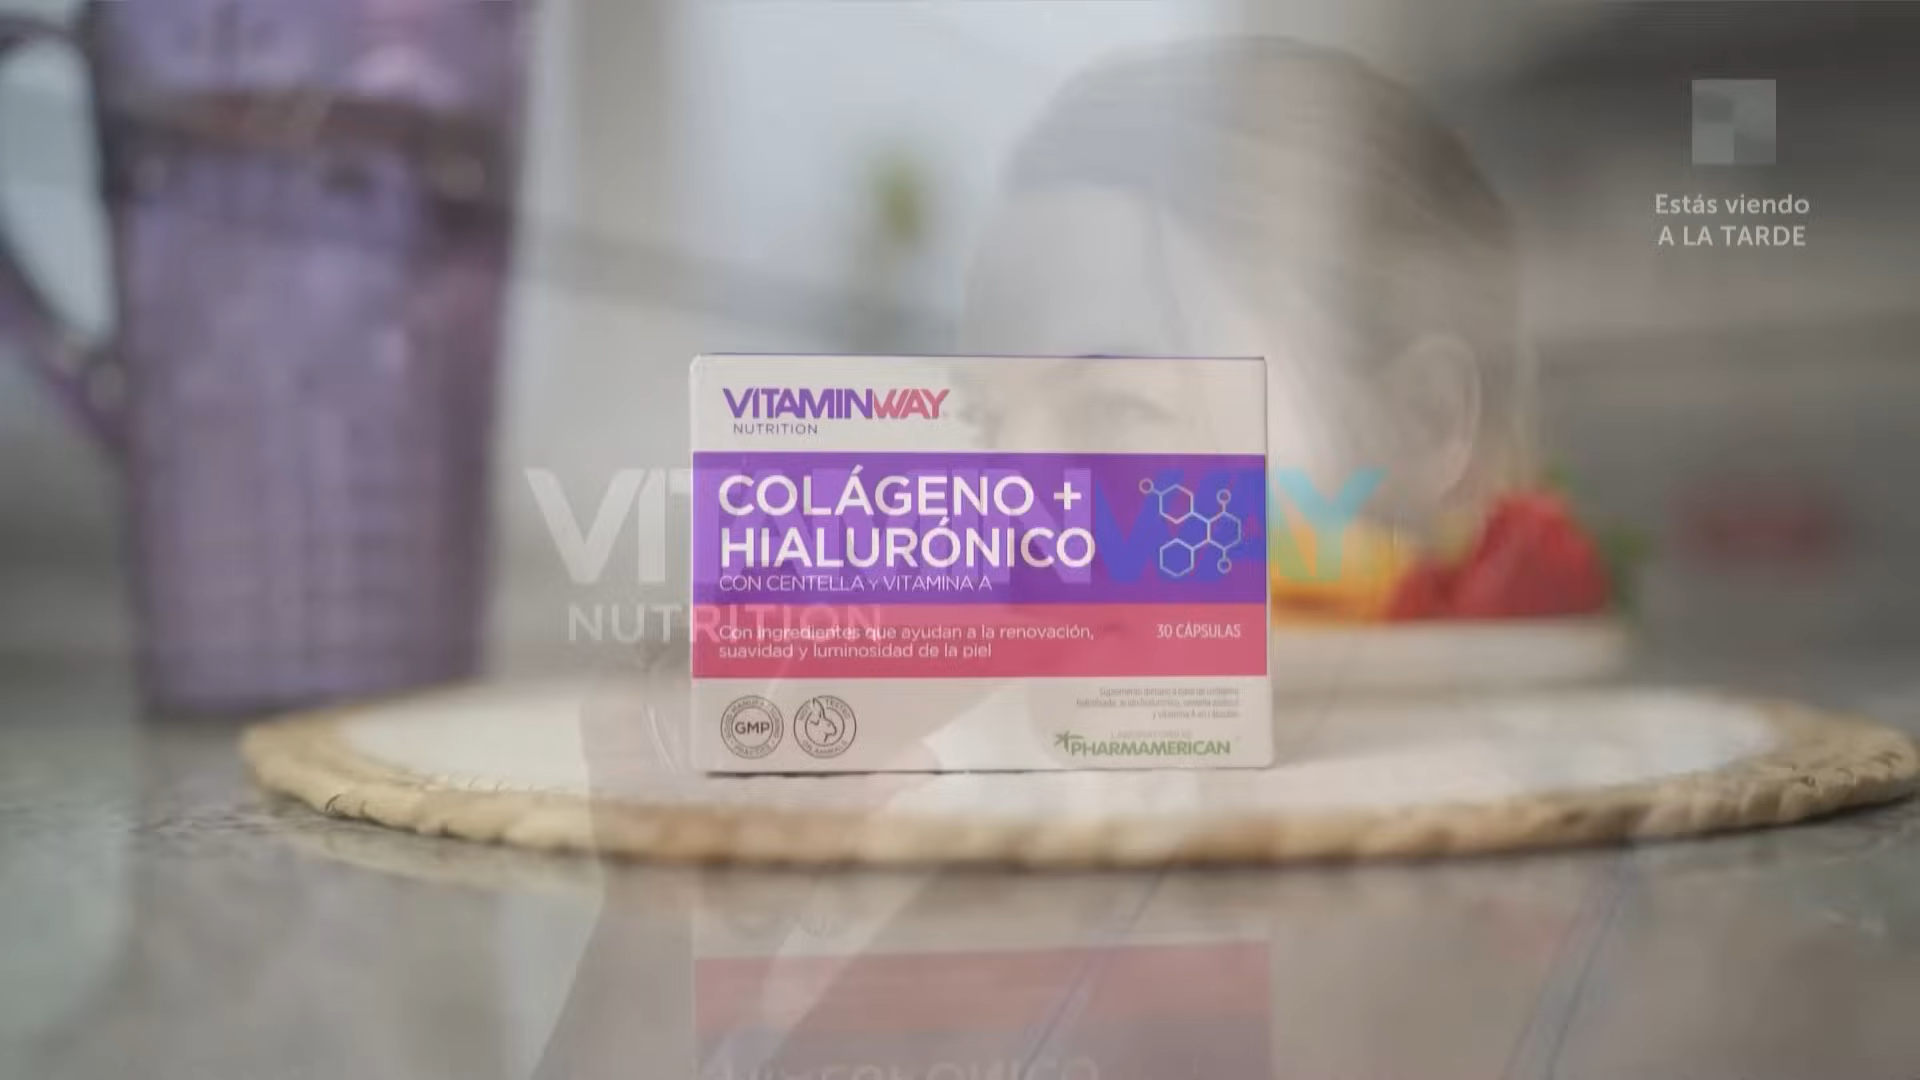 Estás viendo
A LA TARDE
VITAMINWAY
NUTRITION
COLÁGENO +
HIALURÓNICO
CON CENTELLA Y VITAMINA A
Con ingredientes que ayudan a la renovación,
suavidad y luminosidad de la piel
30 CÁPSULAS
GMP
LABORATORIOS
PHARMAMERICAN
VITAMINWAY
NUTRITION